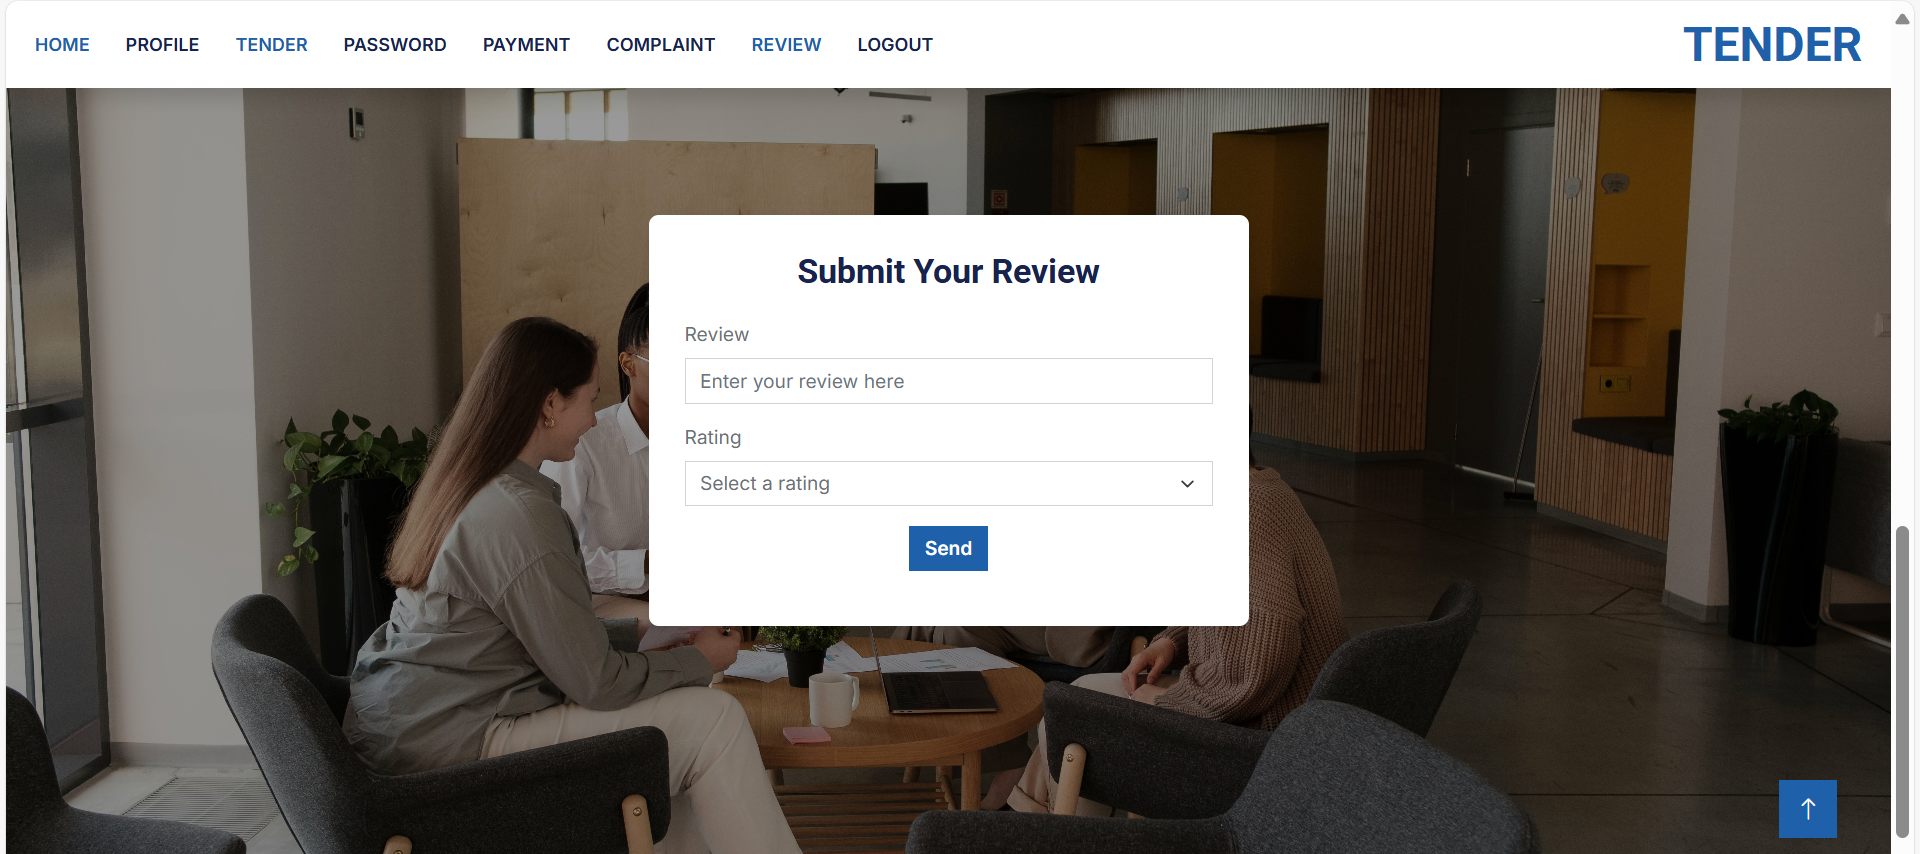 HOME PROFILE TENDER PASSWORD PAYMENT COMPLAINT REVIEW LOGOUT TENDER
Submit Your Review
Review
Enter your review here
Rating
Select a rating
Send